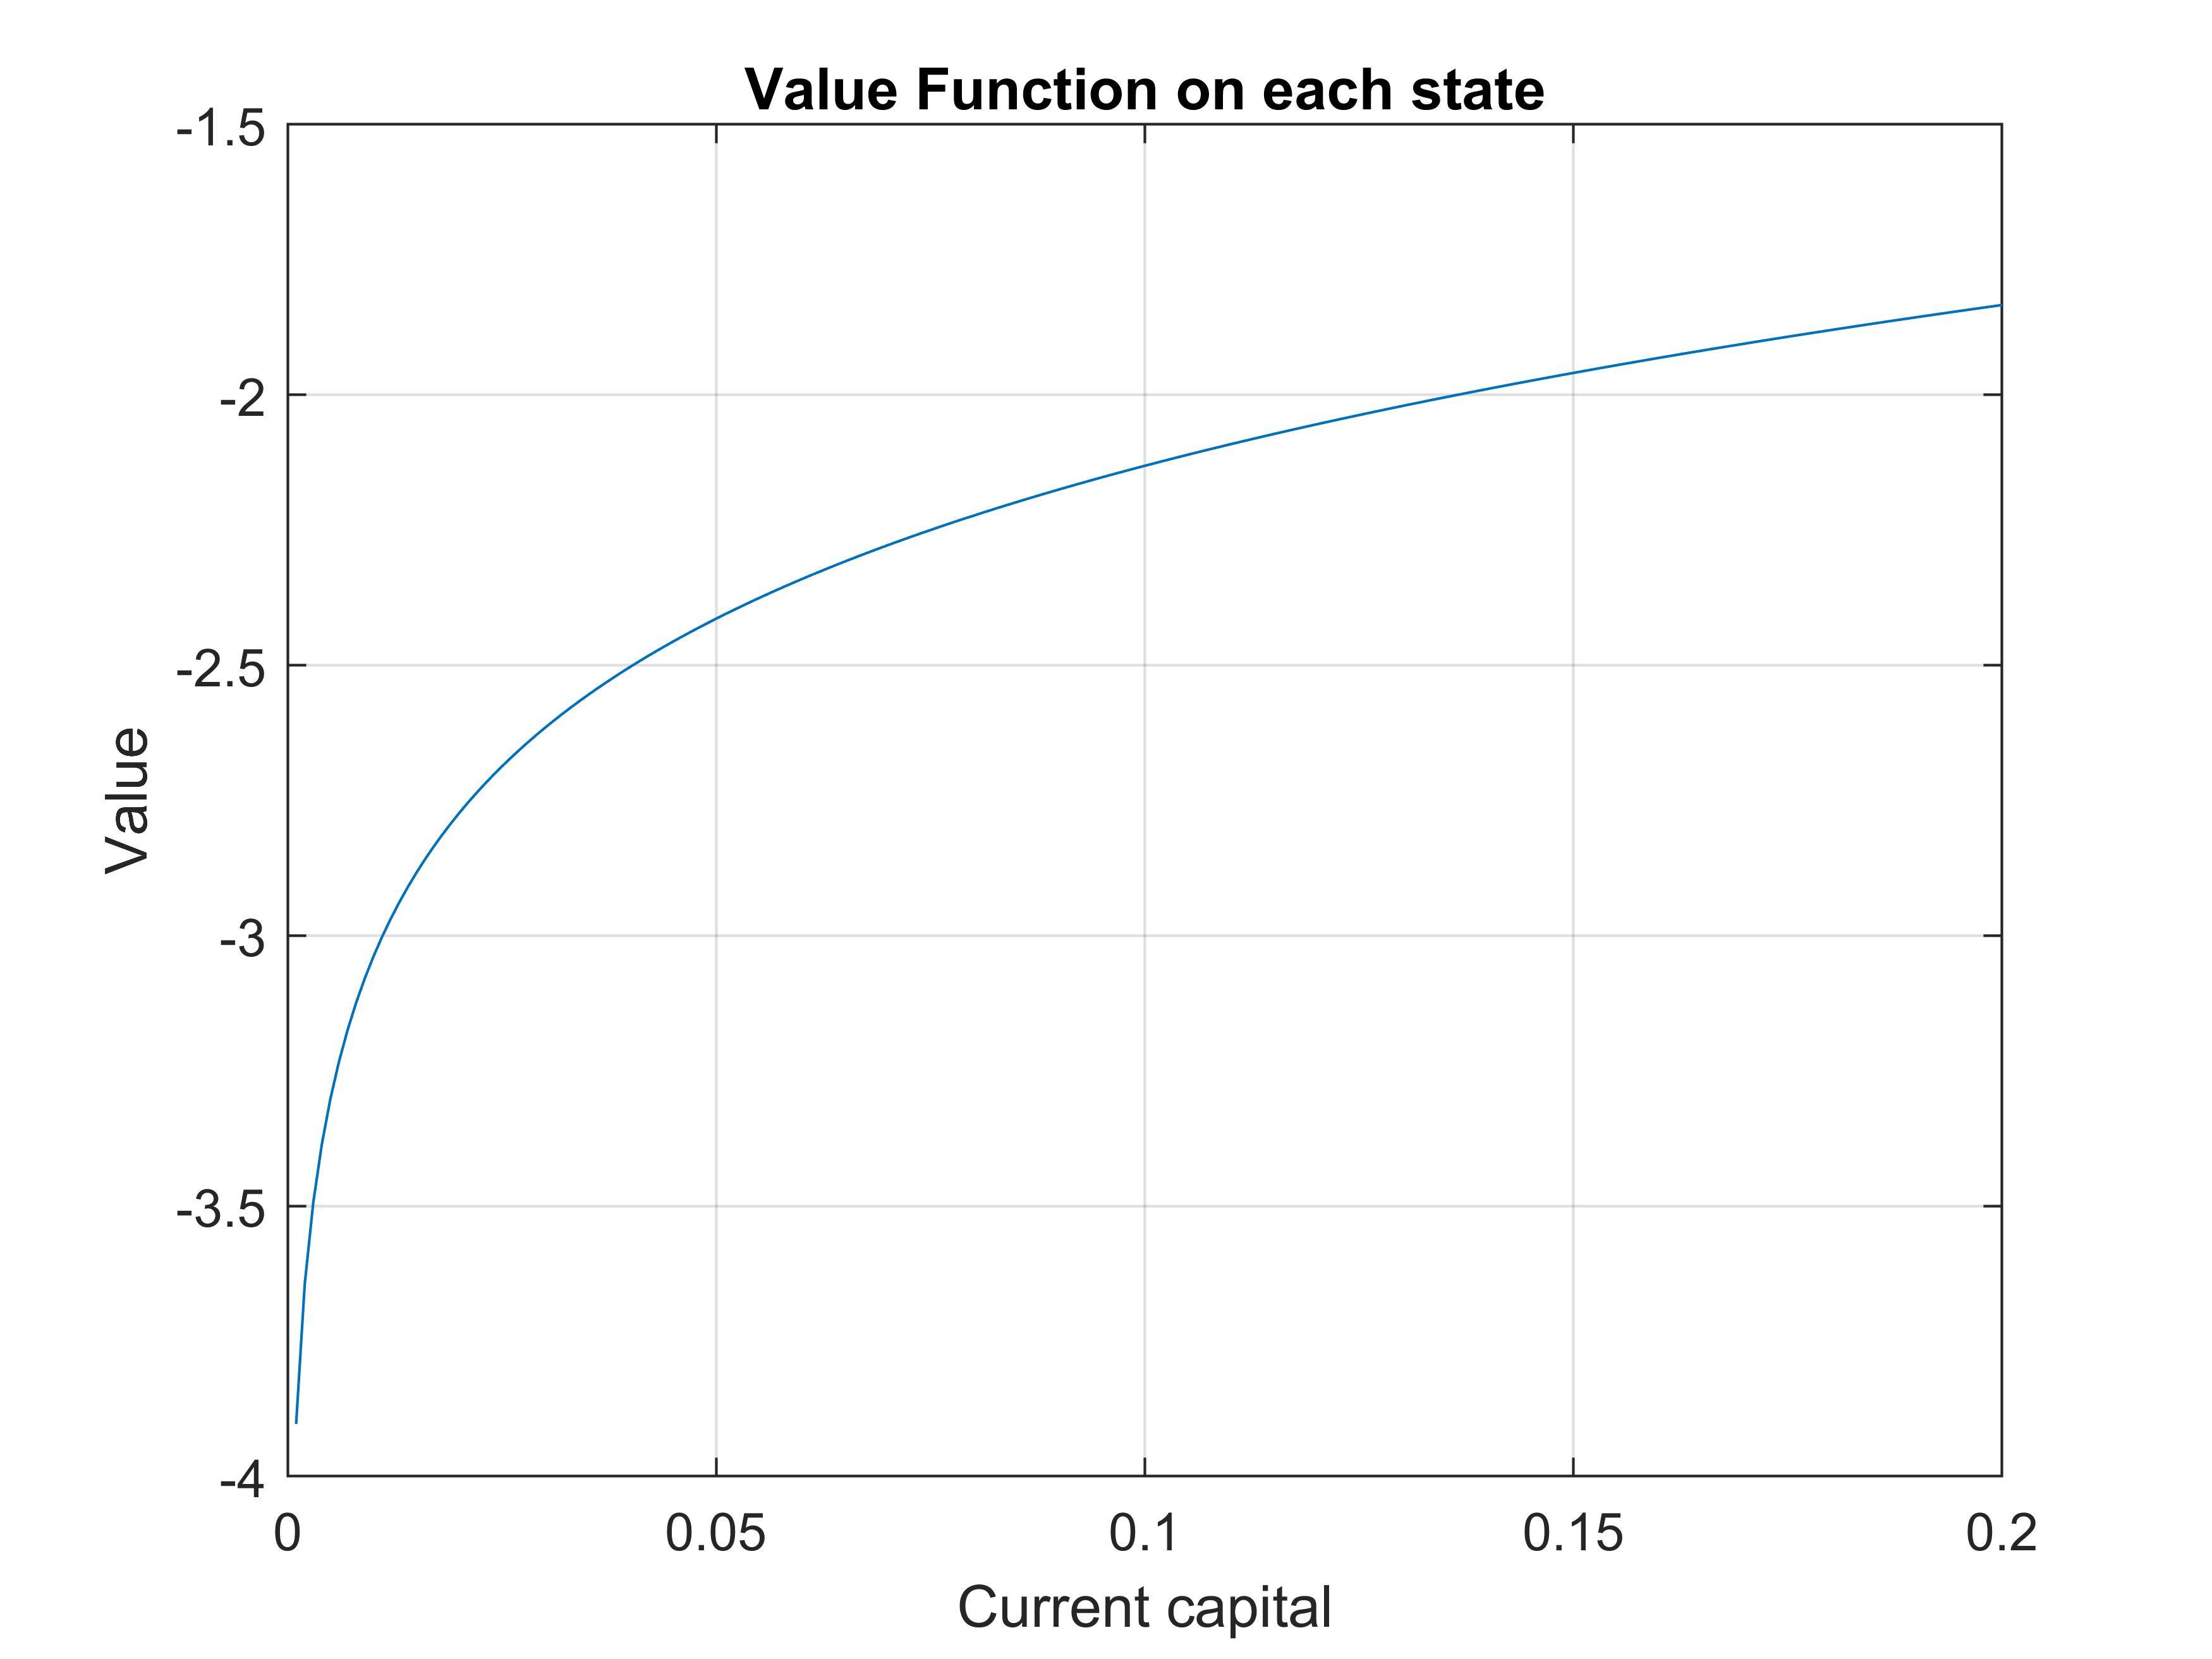 Value Function on each state
-1.5
-2
-2.5
-3
-3.5
-4
Value
0 0.05 0.1 0.15 0.2
Current capital